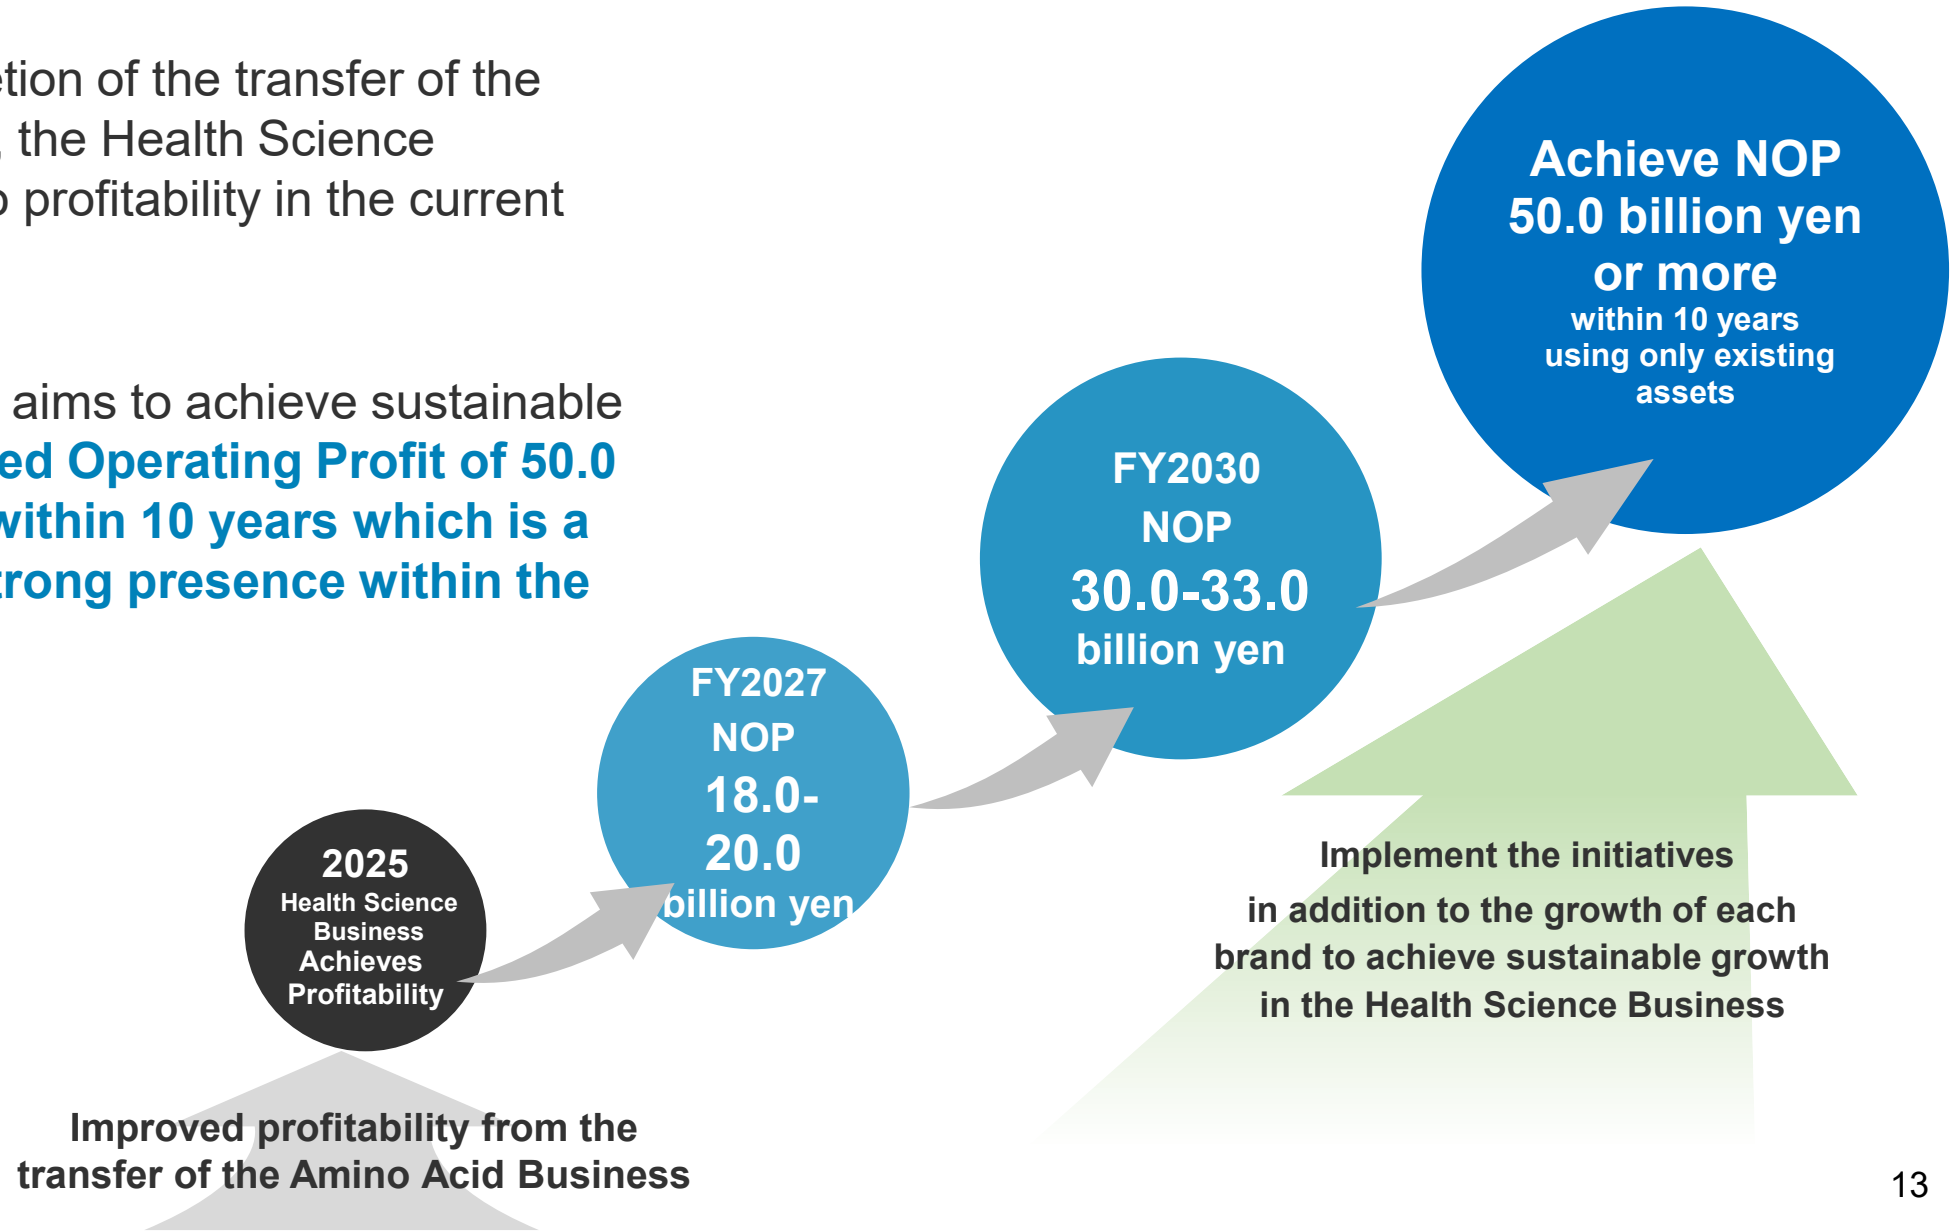 etion of the transfer of the
, the Health Science
o profitability in the current
aims to achieve sustainable
ed Operating Profit of 50.0
within 10 years which is a
trong presence within the
Achieve NOP
50.0 billion yen
or more
within 10 years
using only existing
assets
FY2030
NOP
30.0-33.0
billion yen
FY2027
NOP
18.0-
20.0
billion yen
2025
Health Science
Business
Achieves
Profitability
Implement the initiatives
in addition to the growth of each
brand to achieve sustainable growth
in the Health Science Business
Improved profitability from the
transfer of the Amino Acid Business
13